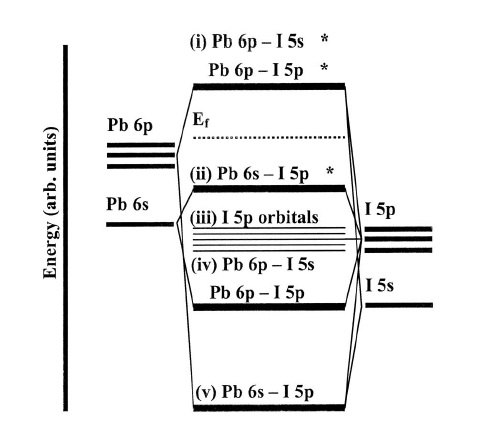 (i) Pb 6p – I 5s *
Pb 6p – I 5p *
Pb 6p
E_f
(ii) Pb 6s – I 5p *
Pb 6s
(iii) I 5p orbitals
I 5p
(iv) Pb 6p – I 5s
Pb 6p – I 5p
I 5s
(v) Pb 6s – I 5p
Energy (arb. units)